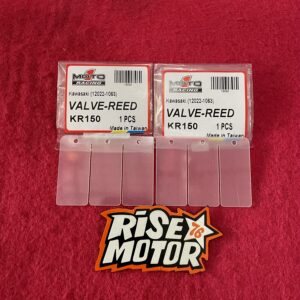 MOTO
RACING
Kawasaki (12022-1063)
VALVE-REED
KR150 1 PCS
Made in Taiwan
MOTO
RACING
Kawasaki (12022-1063)
VALVE-REED
KR150 1 PCS
Made in Taiwan
RISE 76
MOTOR